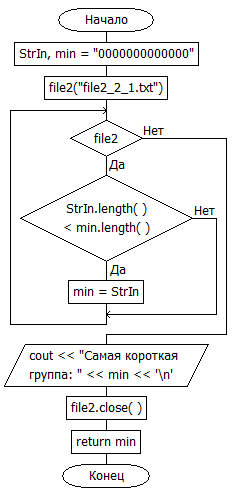 Начало
StrIn, min = "0000000000000"
file2("file2_2_1.txt")
file2
Нет
Да
StrIn.length( )
< min.length( )
Нет
Да
min = StrIn
cout << "Самая короткая
группа: " << min << '\n'
file2.close( )
return min
Конец